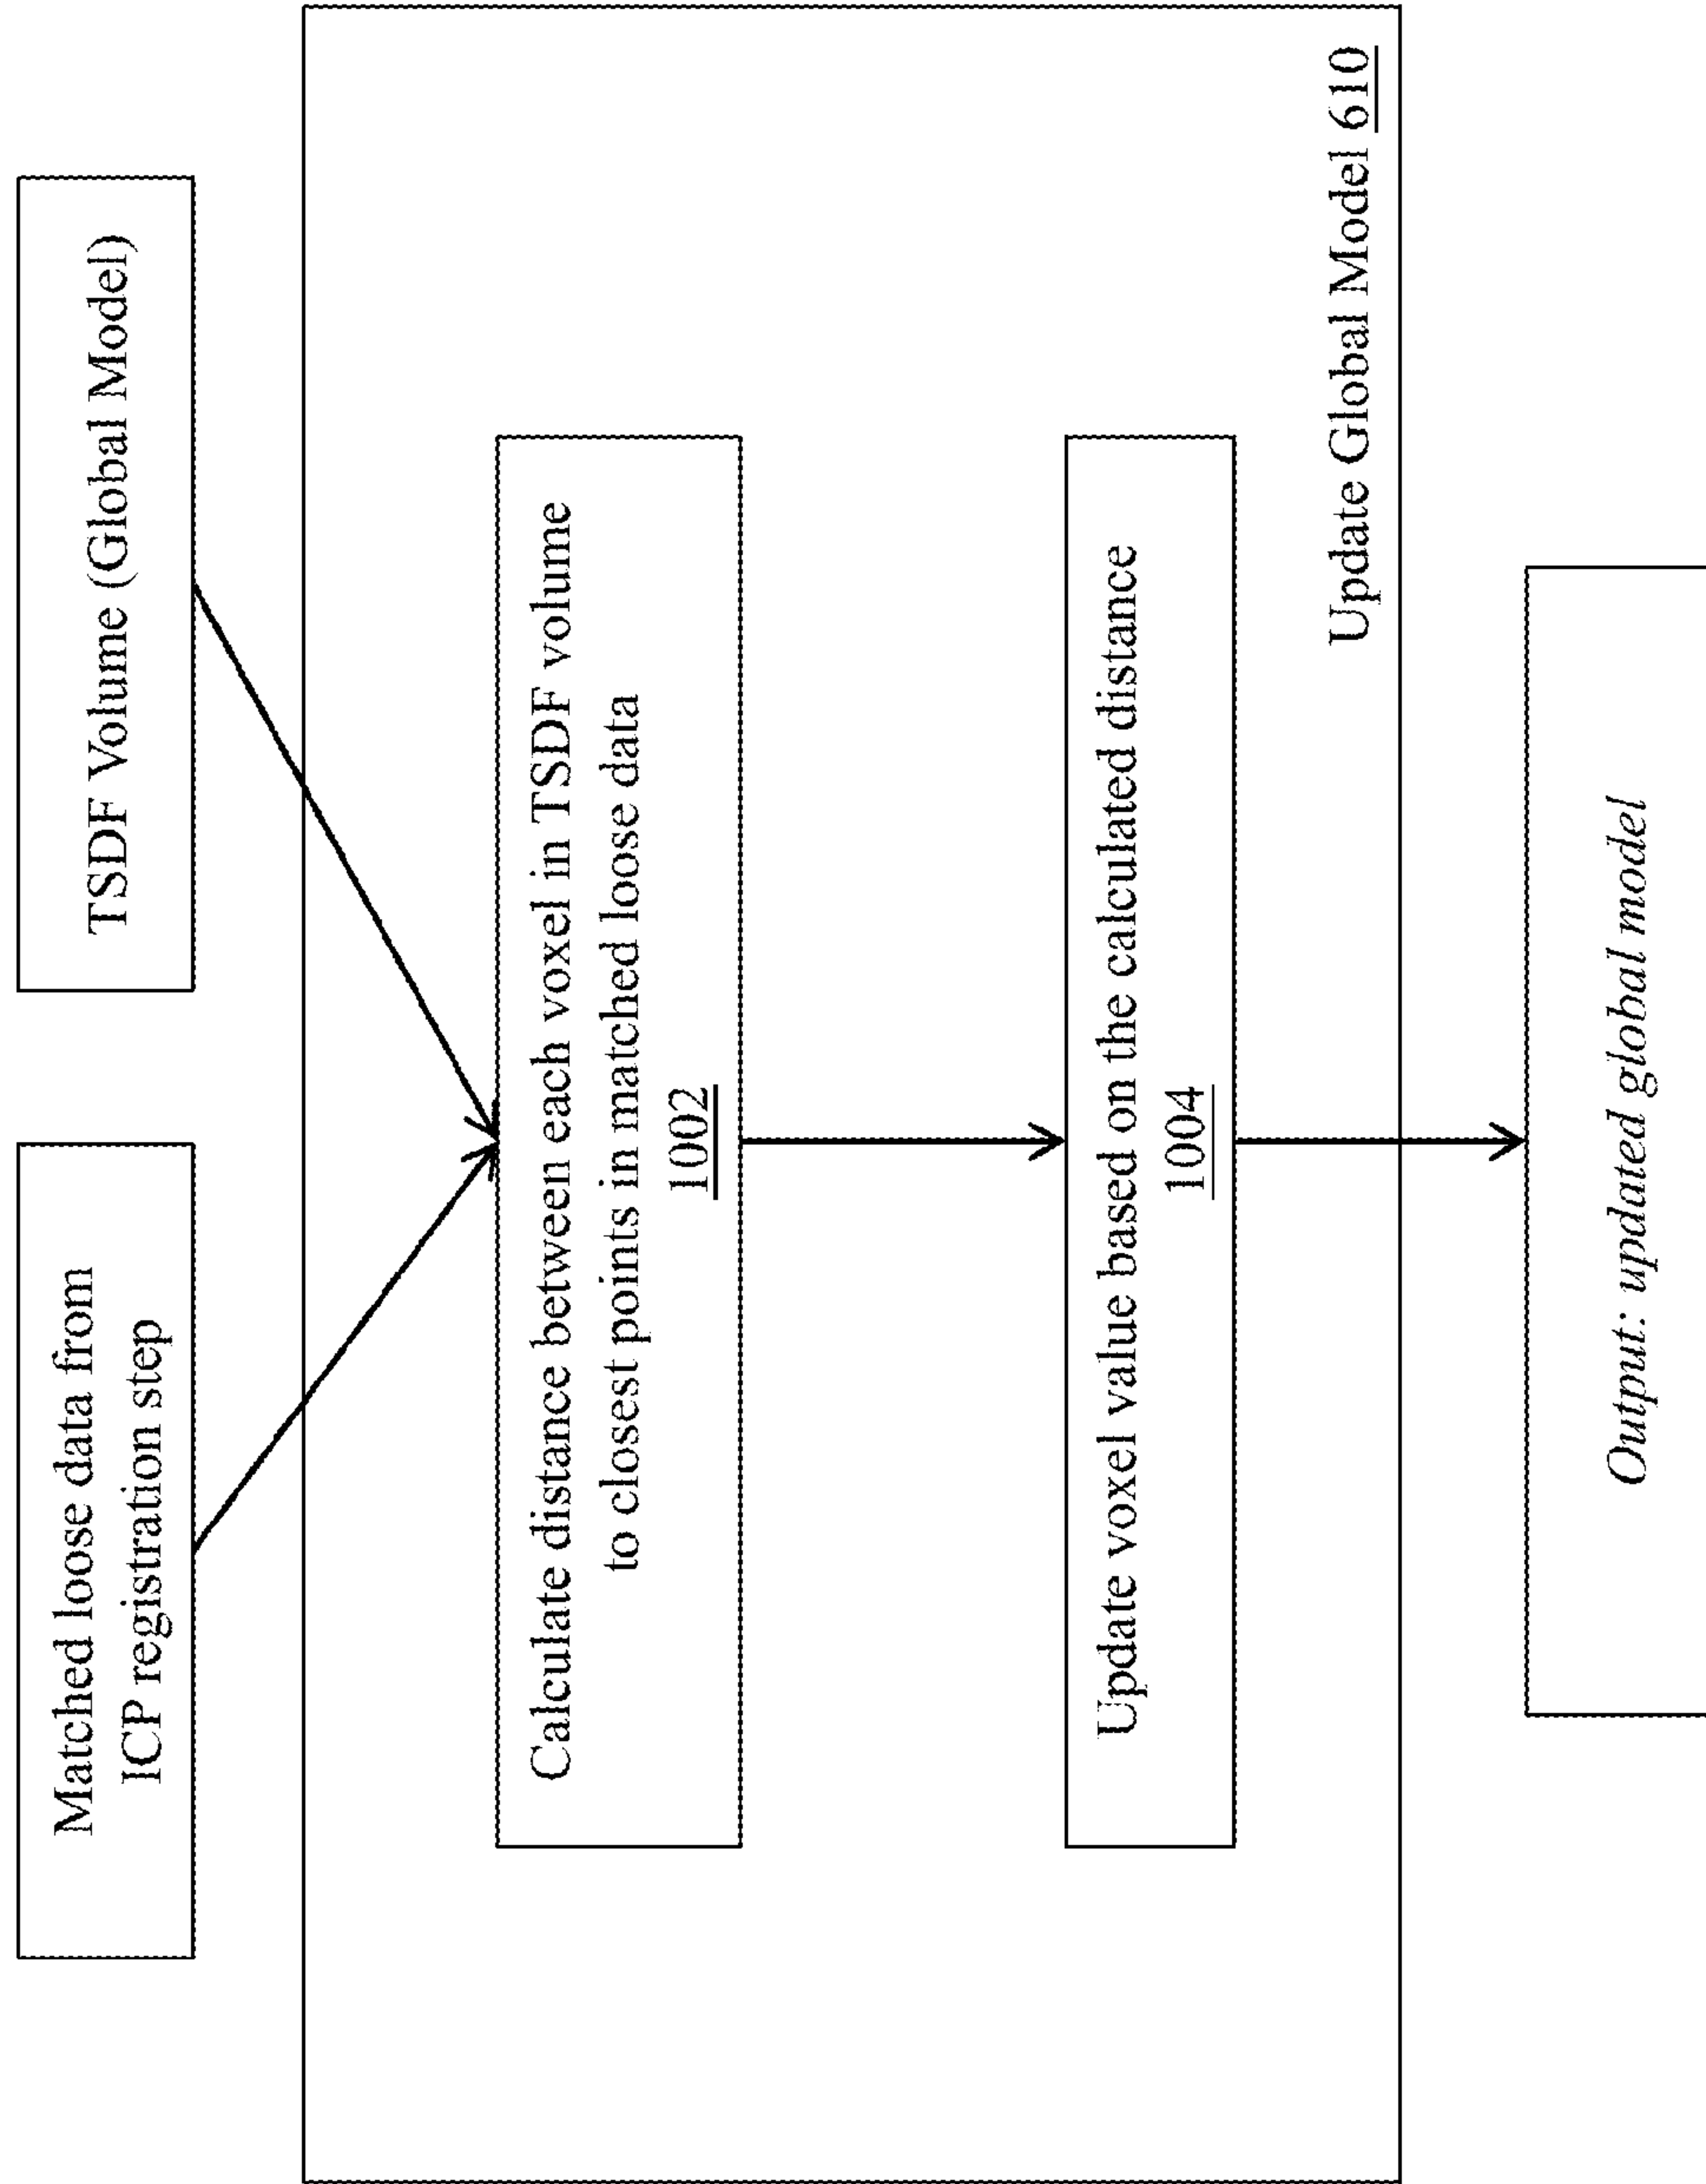 Matched loose data from
ICP registration step
TSDF Volume (Global Model)
Calculate distance between each voxel in TSDF volume
to closest points in matched loose data
1002
Update voxel value based on the calculated distance
1004
Update Global Model 610
Output: updated global model